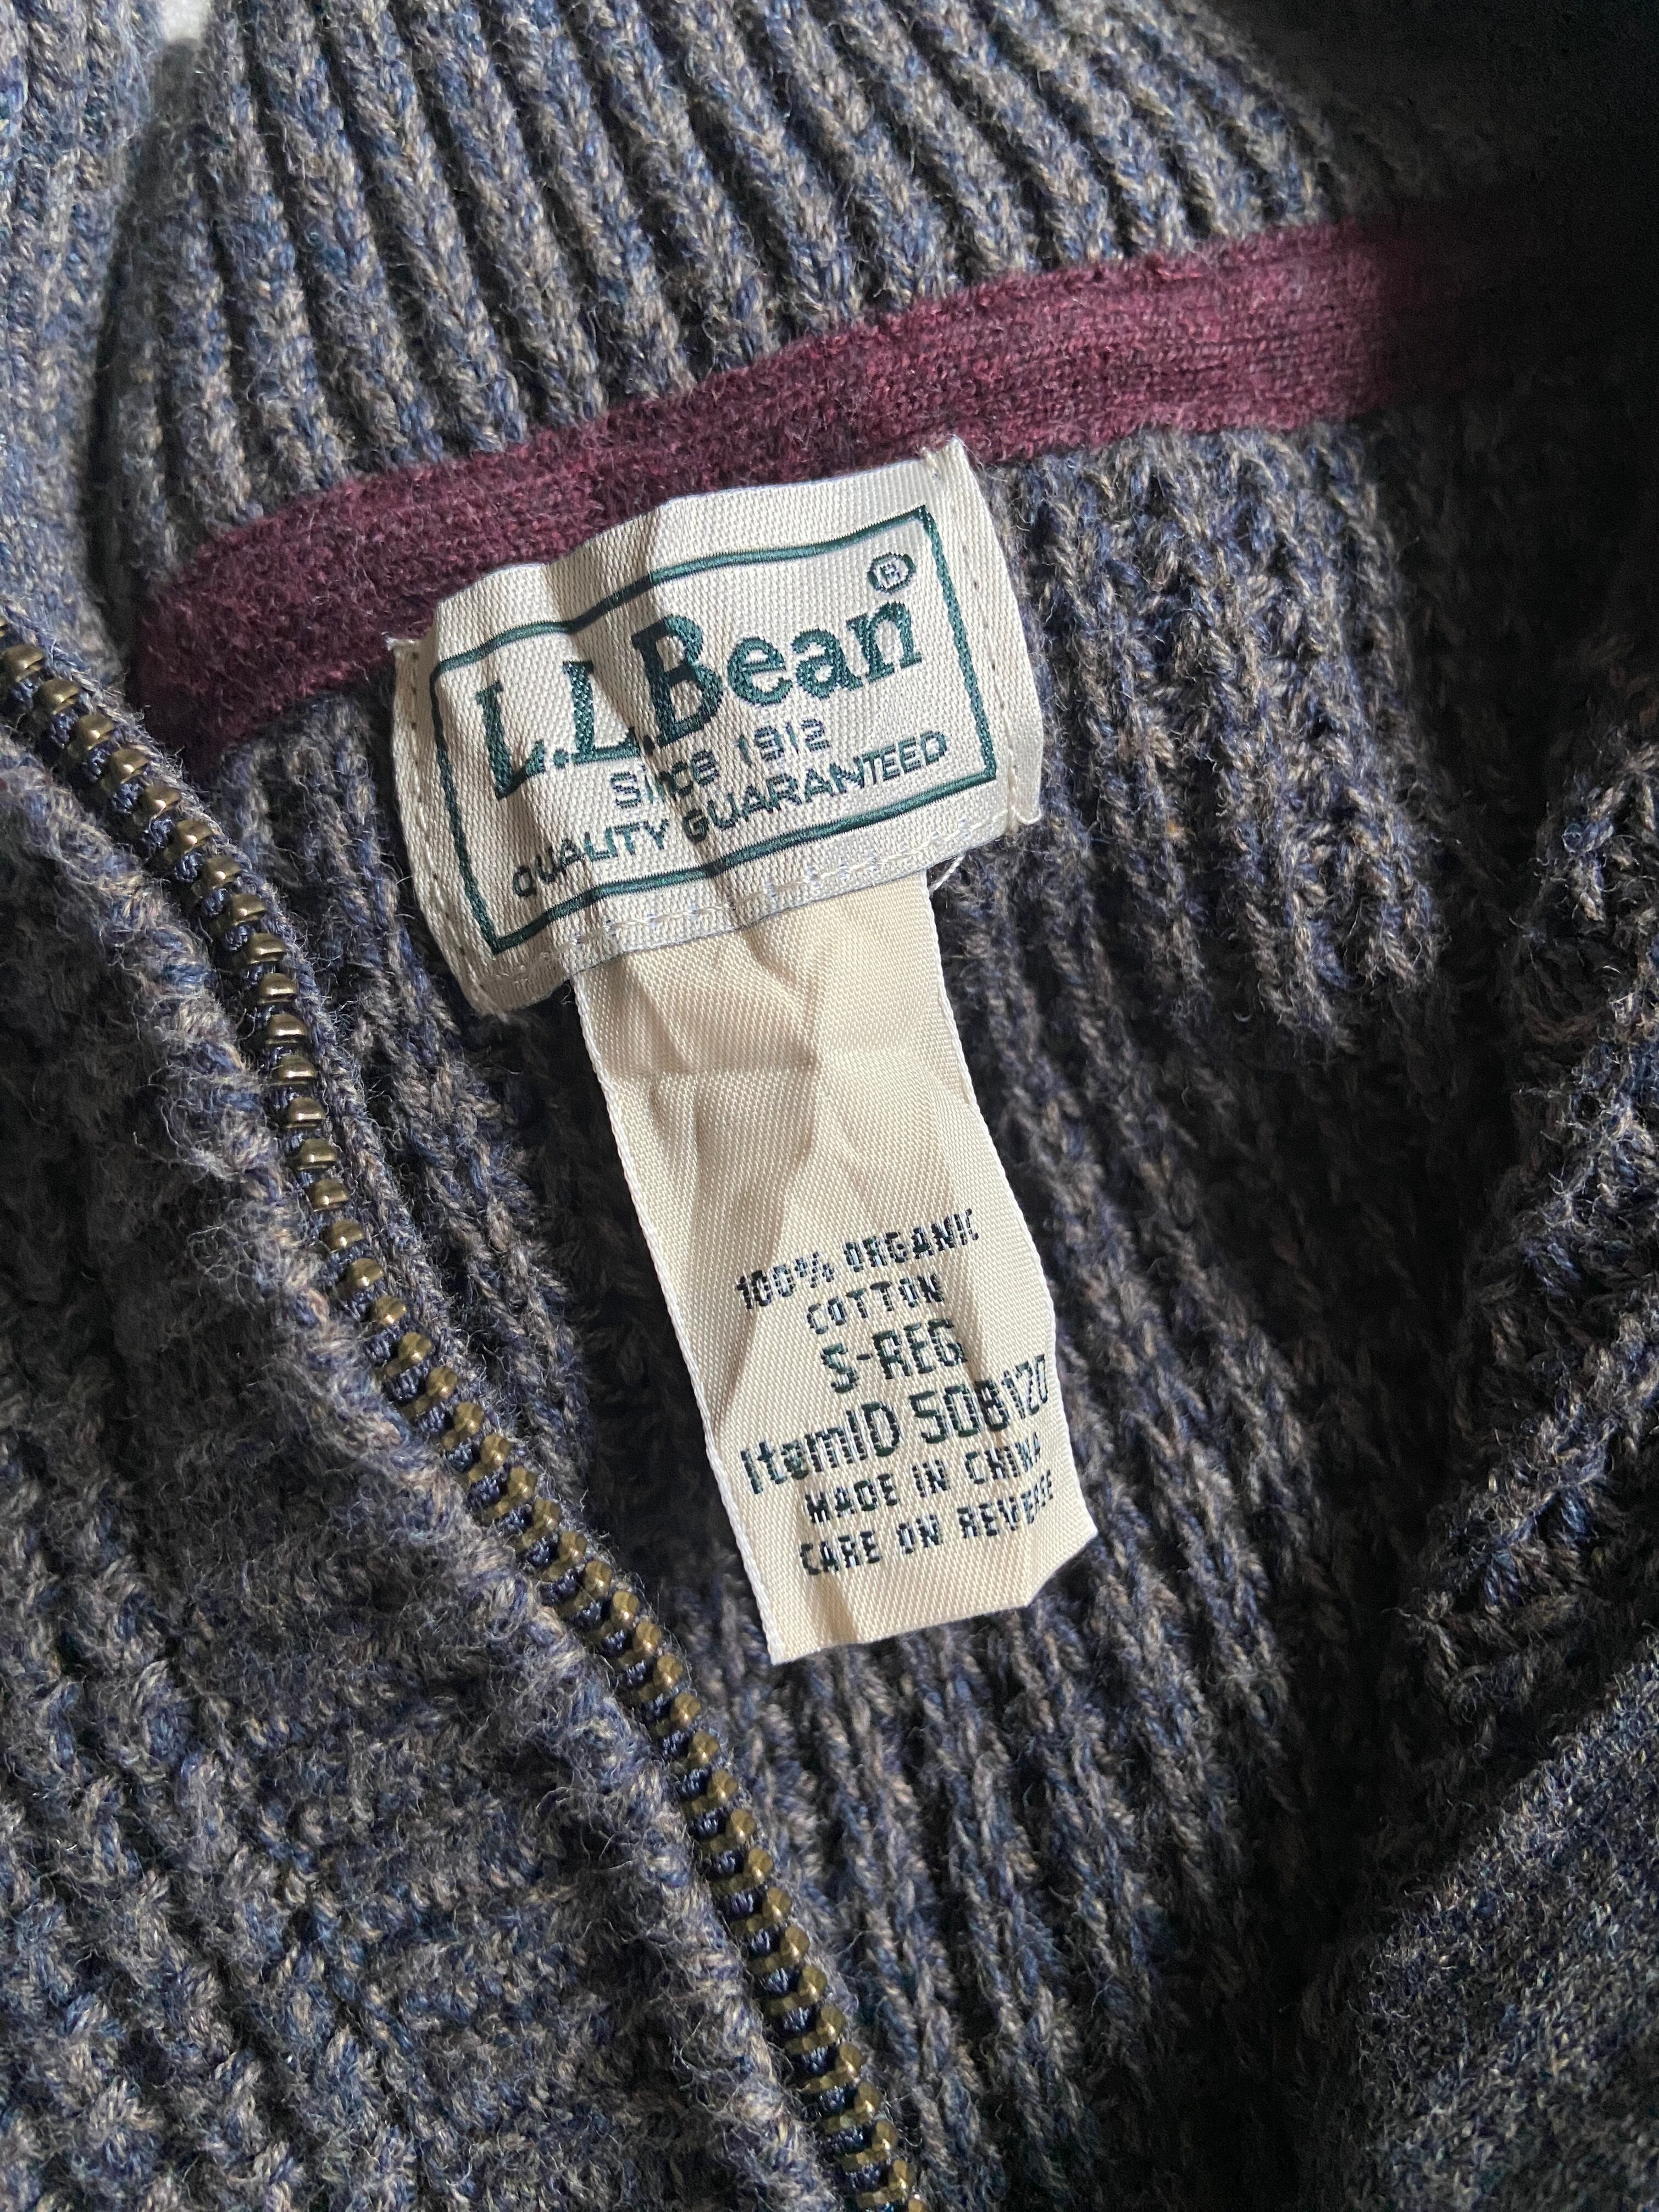 L.L.Bean®
Since 1912
QUALITY GUARANTEED
100% ORGANIC
COTTON
S-REG
ItemID 508120
MADE IN CHINA
CARE ON REVERSE